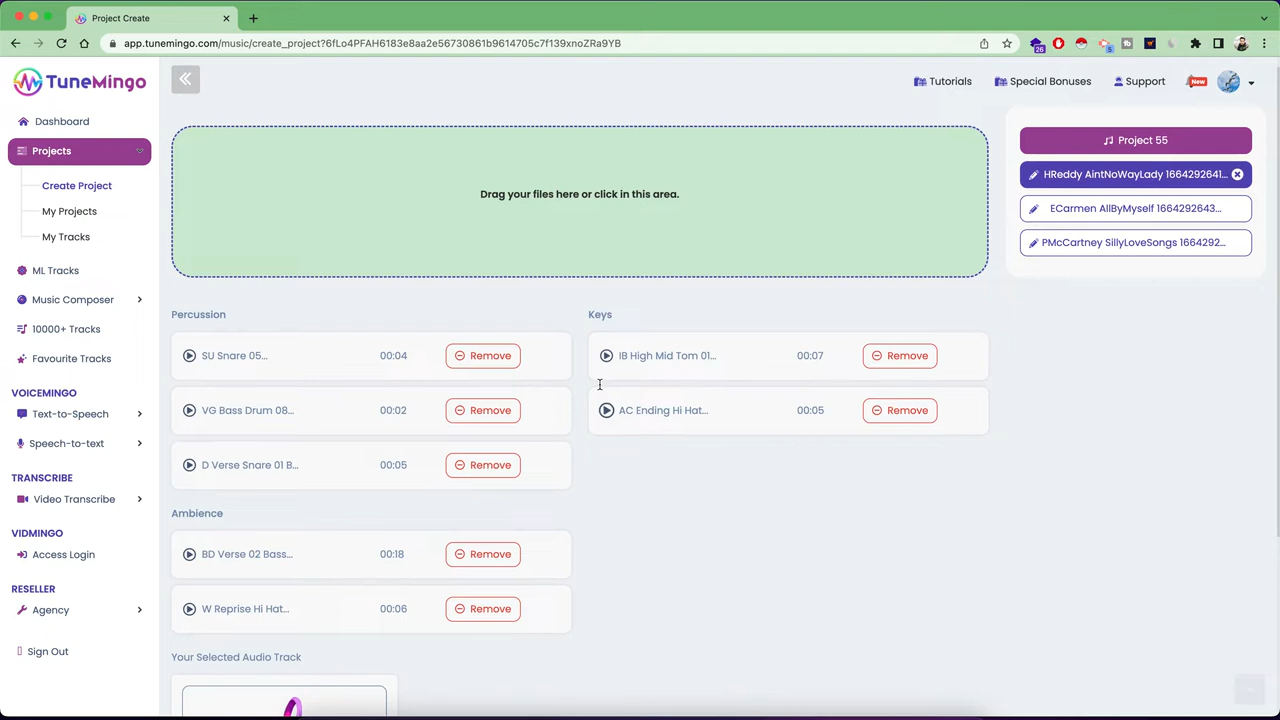 Project Create
app.tunemingo.com/music/create_project?6fLo4PFAH6183e8aa2e56730861b9614705c7f139xnoZRa9YB
26
5
TuneMingo
Tutorials
Special Bonuses
Support
New
Dashboard
Projects
Create Project
My Projects
My Tracks
ML Tracks
Music Composer
10000+ Tracks
Favourite Tracks
VOICEMINGO
Text-to-Speech
Speech-to-text
TRANSCRIBE
Video Transcribe
VIDMINGO
Access Login
RESELLER
Agency
Sign Out
Drag your files here or click in this area.
Project 55
HReddy AintNoWayLady 1664292641...
ECarmen AllByMyself 1664292643...
PMcCartney SillyLoveSongs 1664292...
Percussion
SU Snare 05... 00:04 Remove
VG Bass Drum 08... 00:02 Remove
D Verse Snare 01 B... 00:05 Remove
Keys
IB High Mid Tom 01... 00:07 Remove
AC Ending Hi Hat... 00:05 Remove
Ambience
BD Verse 02 Bass... 00:18 Remove
W Reprise Hi Hat... 00:06 Remove
Your Selected Audio Track